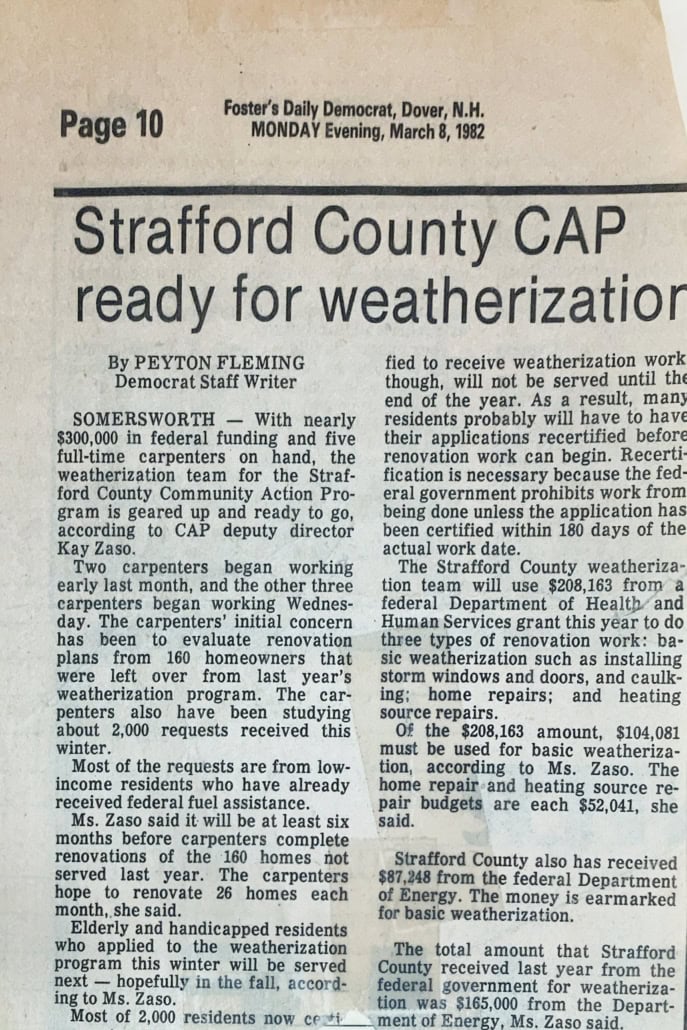 Page 10
Foster's Daily Democrat, Dover, N.H.
MONDAY Evening, March 8, 1982
Strafford County CAP
ready for weatherization
By PEYTON FLEMING
Democrat Staff Writer
SOMERSWORTH — With nearly
$300,000 in federal funding and five
full-time carpenters on hand, the
weatherization team for the Straf-
ford County Community Action Pro-
gram is geared up and ready to go,
according to CAP deputy director
Kay Zaso.
Two carpenters began working
early last month, and the other three
carpenters began working Wednes-
day. The carpenters' initial concern
has been to evaluate renovation
plans from 160 homeowners that
were left over from last year's
weatherization program. The car-
penters also have been studying
about 2,000 requests received this
winter.
Most of the requests are from low-
income residents who have already
received federal fuel assistance.
Ms. Zaso said it will be at least six
months before carpenters complete
renovations of the 160 homes not
served last year. The carpenters
hope to renovate 26 homes each
month, she said.
Elderly and handicapped residents
who applied to the weatherization
program this winter will be served
next — hopefully in the fall, accord-
ing to Ms. Zaso.
Most of 2,000 residents now
fied to receive weatherization work
though, will not be served until the
end of the year. As a result, many
residents probably will have to have
their applications recertified before
renovation work can begin. Recerti-
fication is necessary because the fed-
eral government prohibits work from
being done unless the application has
been certified within 180 days of the
actual work date.
The Strafford County weatheriza-
tion team will use $208,163 from a
federal Department of Health and
Human Services grant this year to do
three types of renovation work: ba-
sic weatherization such as installing
storm windows and doors, and caulk-
ing; home repairs; and heating
source repairs.
Of the $208,163 amount, $104,081
must be used for basic weatheriza-
tion, according to Ms. Zaso. The
home repair and heating source re-
pair budgets are each $52,041, she
said.
Strafford County also has received
$87,248 from the federal Department
of Energy. The money is earmarked
for basic weatherization.
The total amount that Strafford
County received last year from the
federal government for weatheriza-
tion was $165,000 from the Depart-
ment of Energy, Ms. Zaso said.